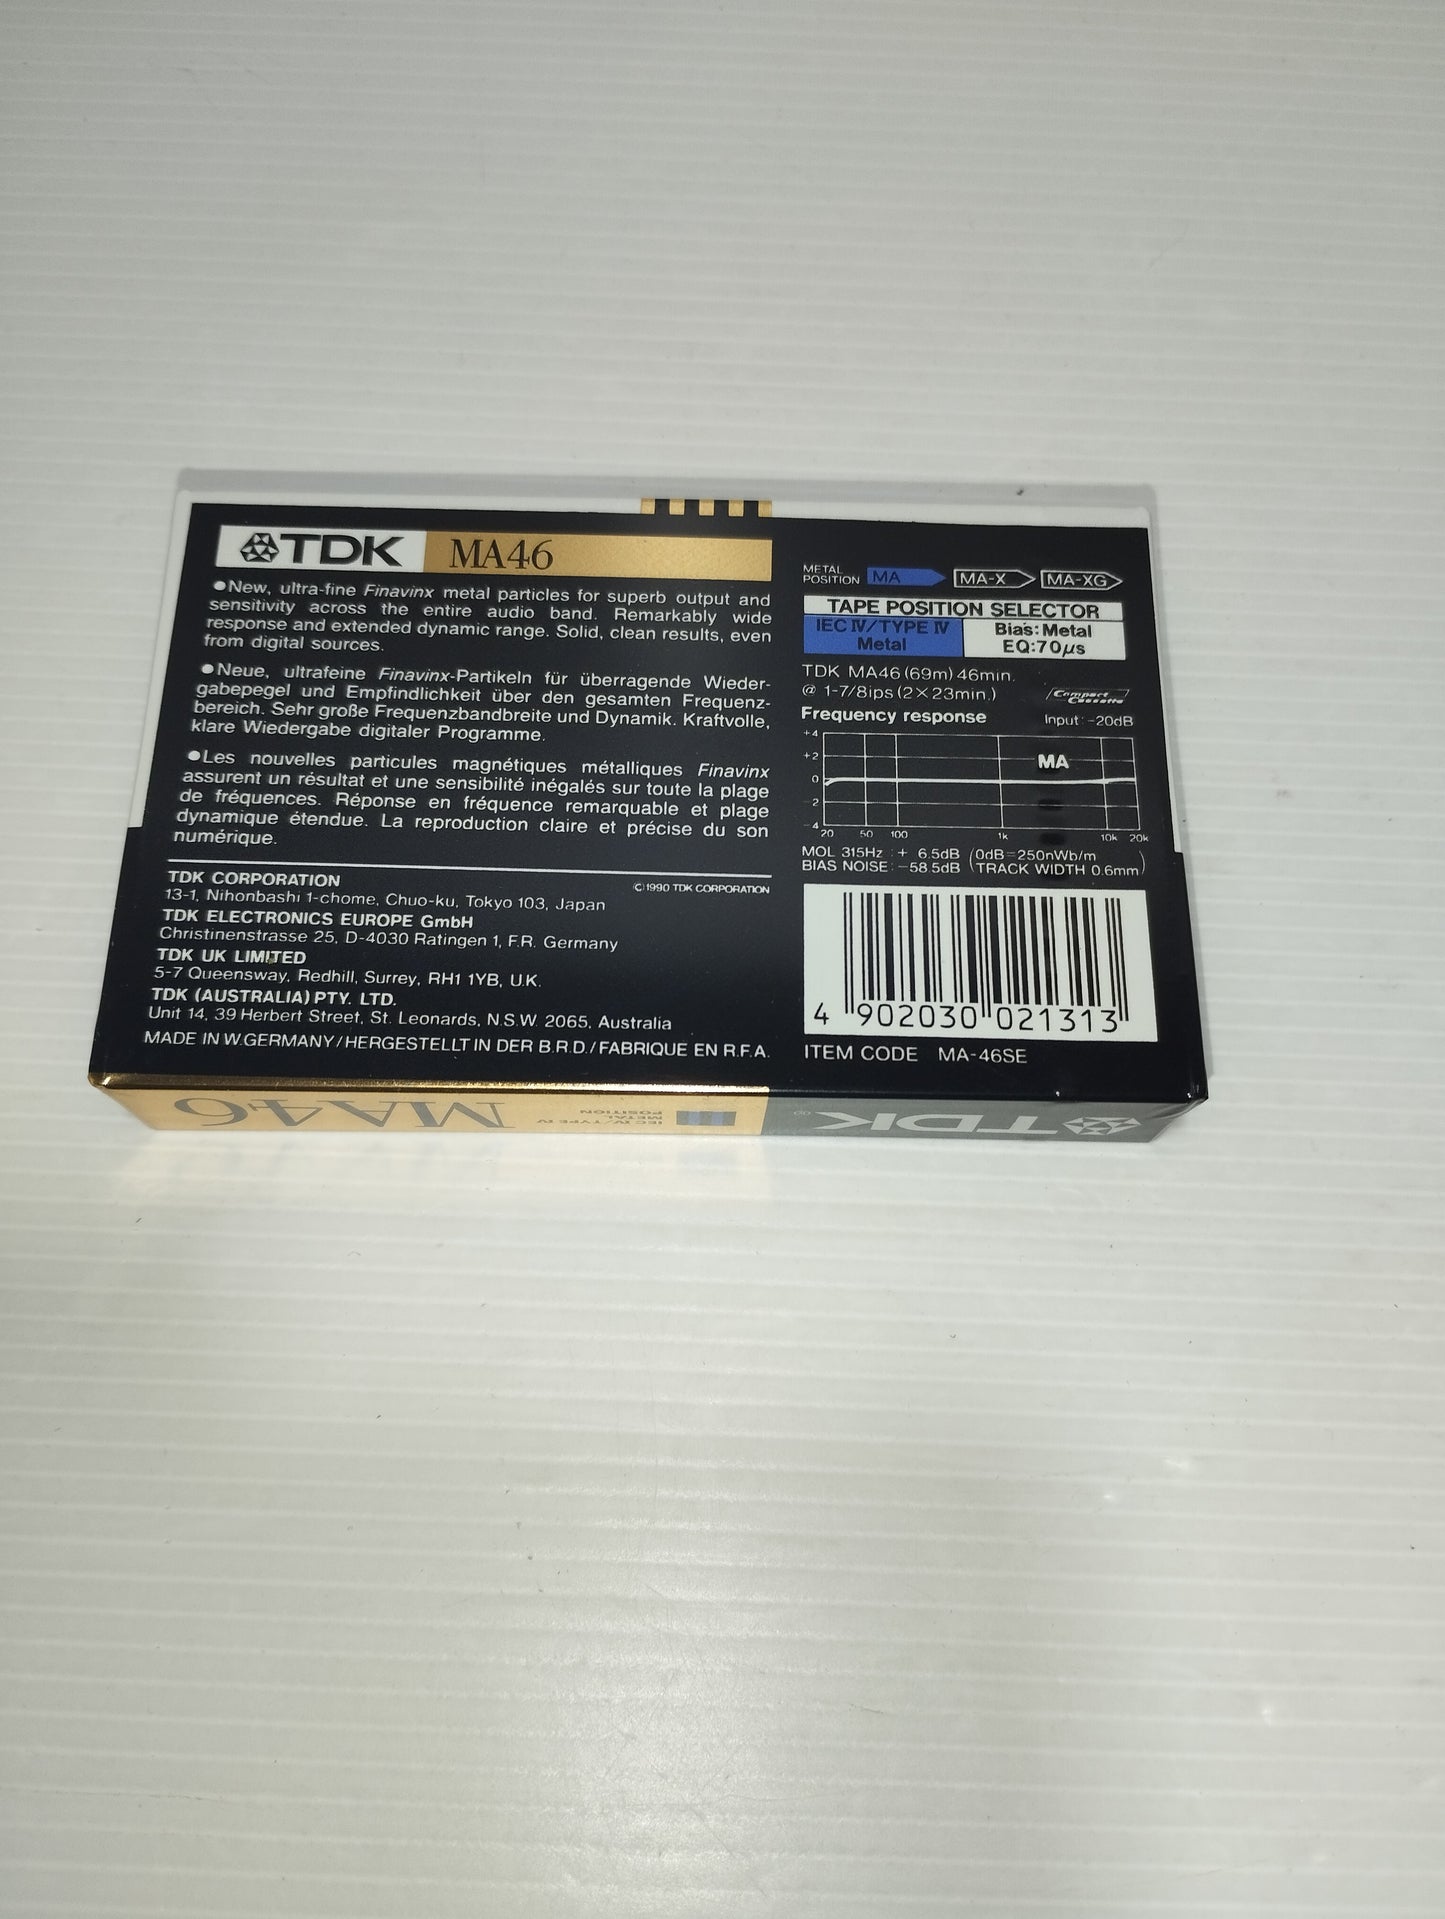 TDK MA46
●New, ultra-fine Finavinx metal particles for superb output and
sensitivity across the entire audio band. Remarkably wide
response and extended dynamic range. Solid, clean results, even
from digital sources.
●Neue, ultrafeine Finavinx-Partikeln für überragende Wieder-
gabepegel und Empfindlichkeit über den gesamten Frequenz-
bereich. Sehr große Frequenzbandbreite und Dynamik. Kraftvolle,
klare Wiedergabe digitaler Programme.
●Les nouvelles particules magnétiques métalliques Finavinx
assurent un résultat et une sensibilité inégalés sur toute la plage
de fréquences. Réponse en fréquence remarquable et plage
dynamique étendue. La reproduction claire et précise du son
numérique.
TDK CORPORATION
(C)1990 TDK CORPORATION
13-1, Nihonbashi 1-chome, Chuo-ku, Tokyo 103, Japan
TDK ELECTRONICS EUROPE GmbH
Christinenstrasse 25, D-4030 Ratingen 1, F.R. Germany
TDK UK LIMITED
5-7 Queensway, Redhill, Surrey, RH1 1YB, U.K.
TDK (AUSTRALIA) PTY. LTD.
Unit 14, 39 Herbert Street, St. Leonards, N.S.W. 2065, Australia
MADE IN W.GERMANY/HERGESTELLT IN DER B.R.D./FABRIQUE EN R.F.A.
METAL
POSITION
MA MA-X MA-XG
TAPE POSITION SELECTOR
IEC IV/TYPE IV
Metal
Bias: Metal
EQ:70μs
TDK MA46 (69m) 46min.
@ 1-7/8ips (2×23min.)
Compact
Cassette
Frequency response
Input: -20dB
+4
+2
0
-2
-4
MA
20 50 100 1k 10k 20k
MOL 315Hz : + 6.5dB (0dB=250nWb/m
BIAS NOISE: -58.5dB TRACK WIDTH 0.6mm)
4 902030 021313
ITEM CODE MA-46SE
TDK
IEC IV/TYPE IV
METAL
POSITION
MA46